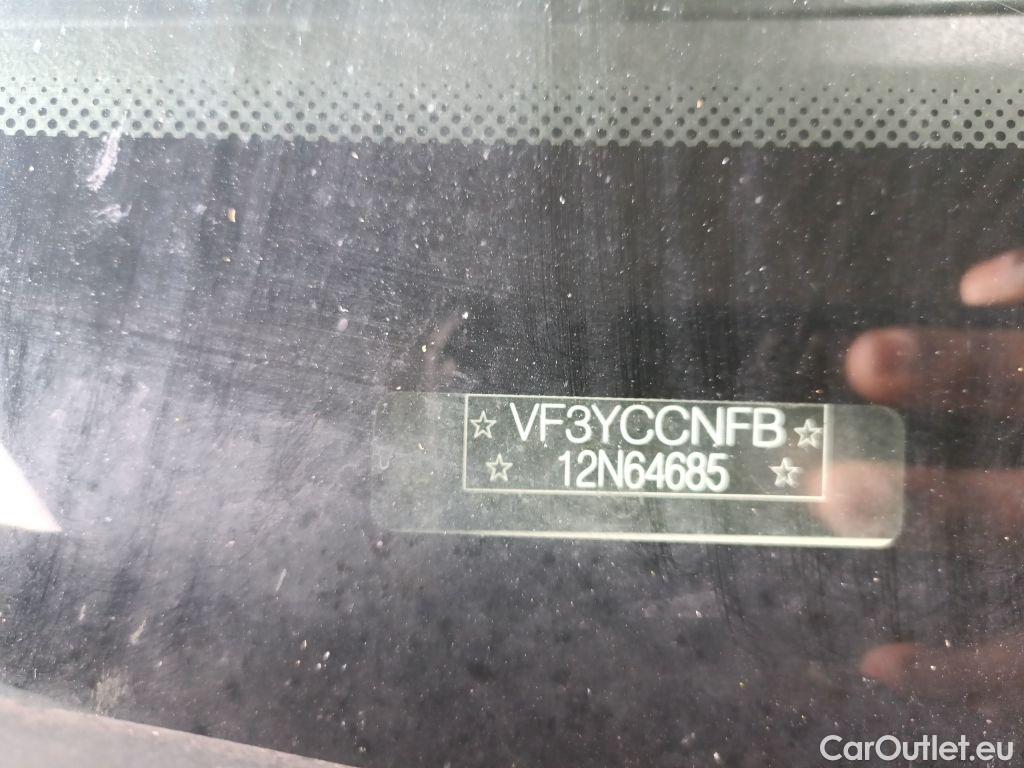 ☆ VF3YCCNFB ☆
☆ 12N64685 ☆
CarOutlet.eu